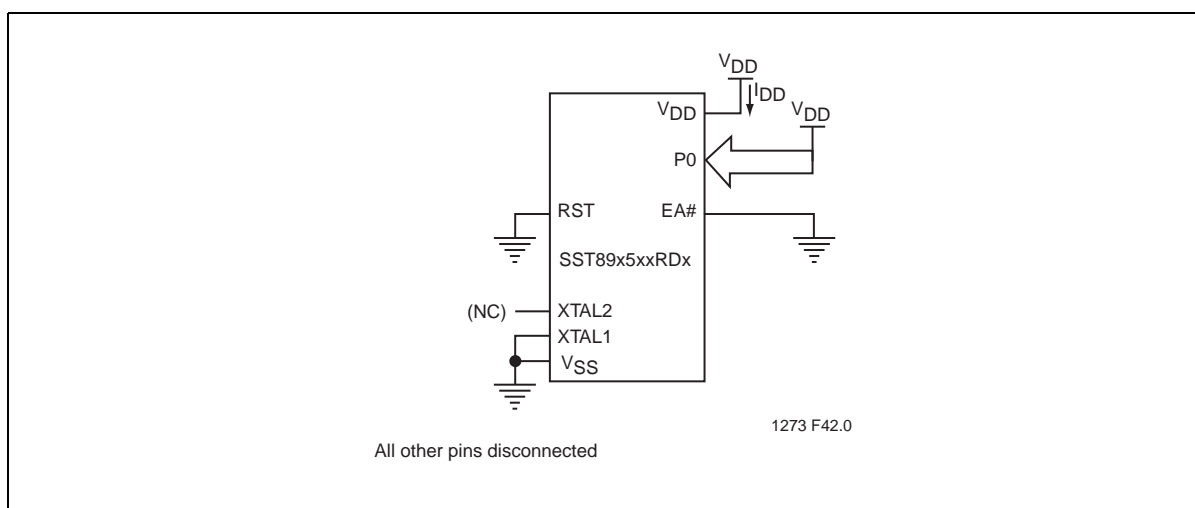 VDD
IDD
VDD
VDD
P0
RST
EA#
SST89x5xxRDx
(NC)
XTAL2
XTAL1
VSS
1273 F42.0
All other pins disconnected